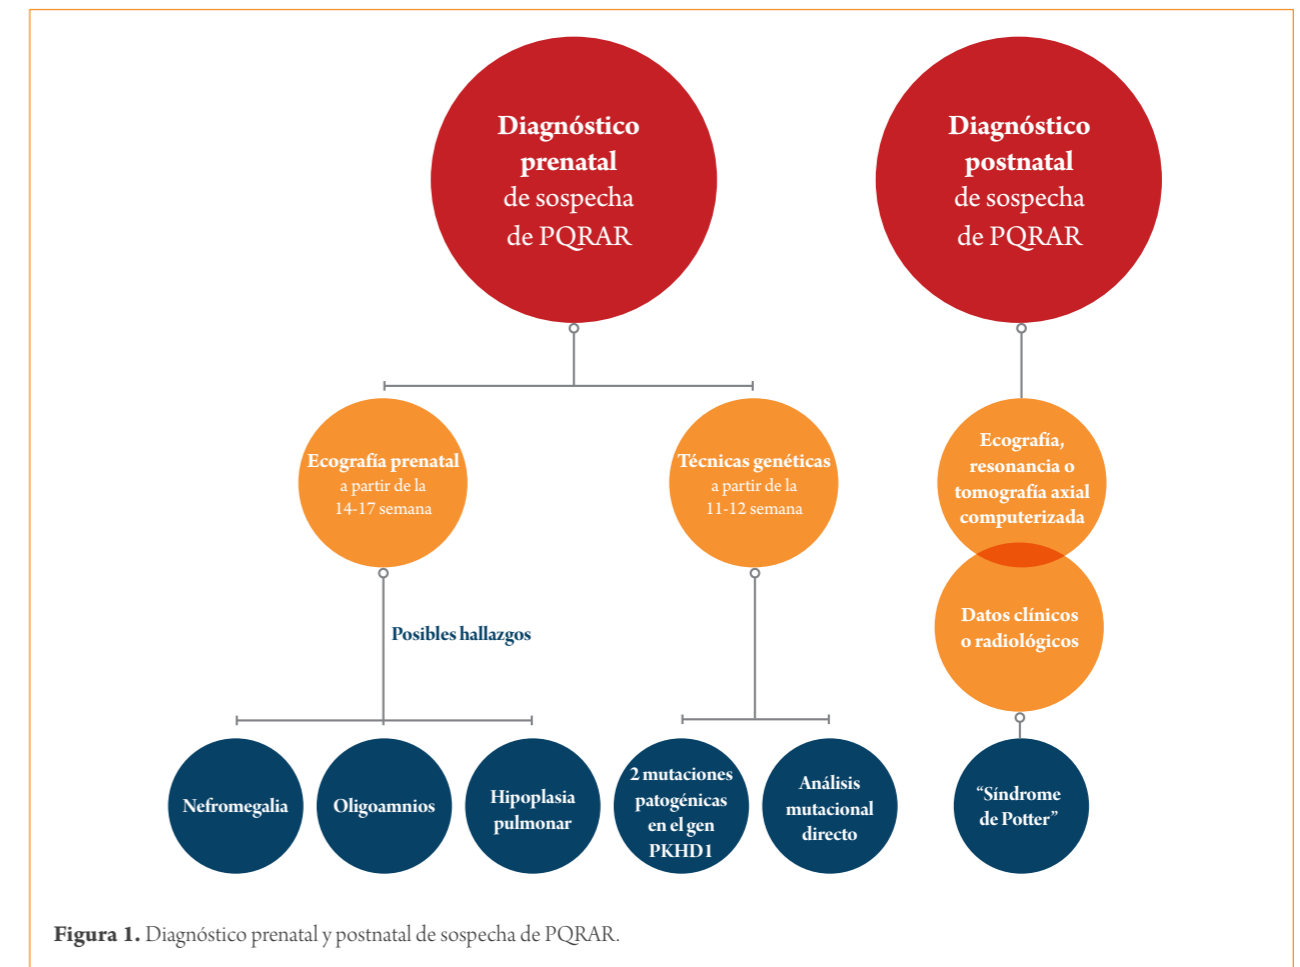 Diagnóstico
prenatal
de sospecha
de PQRAR
Diagnóstico
postnatal
de sospecha
de PQRAR
Ecografía prenatal
a partir de la
14-17 semana
Técnicas genéticas
a partir de la
11-12 semana
Ecografía,
resonancia o
tomografía axial
computerizada
Datos clínicos
o radiológicos
Posibles hallazgos
Nefromegalia
Oligoamnios
Hipoplasia
pulmonar
2 mutaciones
patogénicas
en el gen
PKHD1
Análisis
mutacional
directo
“Síndrome
de Potter”
Figura 1. Diagnóstico prenatal y postnatal de sospecha de PQRAR.